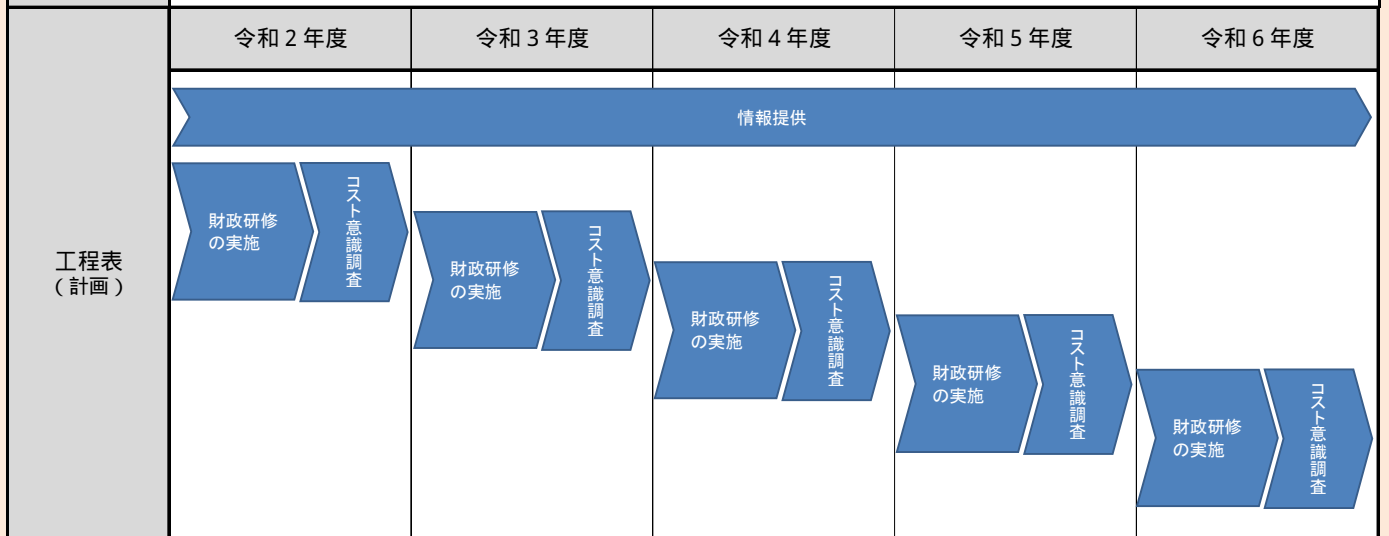 令和２年度
令和３年度
令和４年度
令和５年度
令和６年度
工程表
（計画）
情報提供
財政研修
の実施
コスト意識調査
財政研修
の実施
コスト意識調査
財政研修
の実施
コスト意識調査
財政研修
の実施
コスト意識調査
財政研修
の実施
コスト意識調査